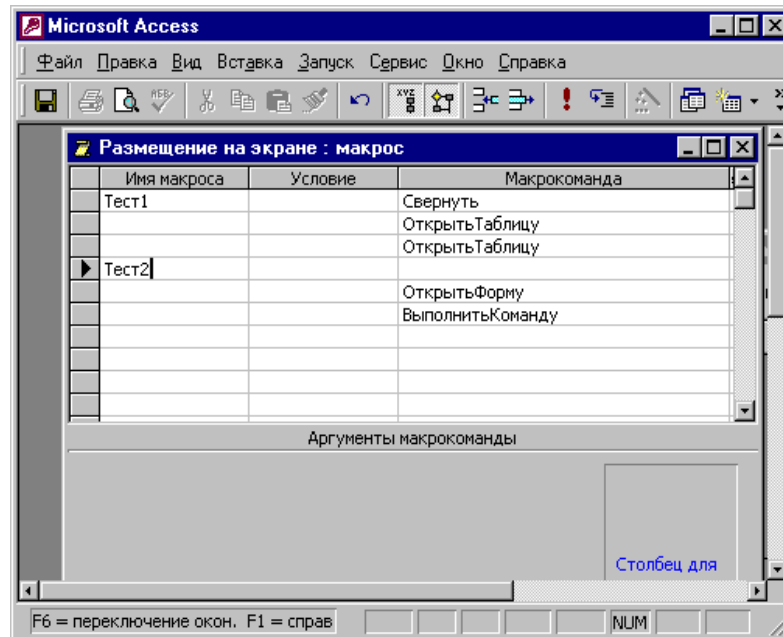 Microsoft Access
Файл Правка Вид Вставка Запуск Сервис Окно Справка
Размещение на экране : макрос
Имя макроса Условие Макрокоманда
Тест1 Свернуть
ОткрытьТаблицу
ОткрытьТаблицу
Тест2
ОткрытьФорму
ВыполнитьКоманду
Аргументы макрокоманды
Столбец для
F6 = переключение окон. F1 = справ NUM